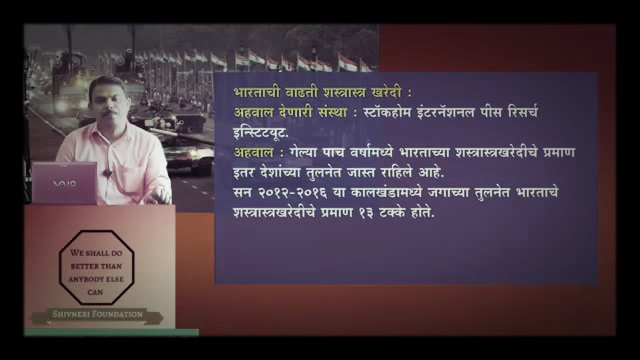 भारताची वाढती शस्त्रास्त्र खरेदी :
अहवाल देणारी संस्था : स्टॉकहोम इंटरनॅशनल पीस रिसर्च
इन्स्टिट्यूट.
अहवाल : गेल्या पाच वर्षामध्ये भारताच्या शस्त्रास्त्रखरेदीचे प्रमाण
इतर देशांच्या तुलनेत जास्त राहिले आहे.
सन २०१२-२०१६ या कालखंडामध्ये जगाच्या तुलनेत भारताचे
शस्त्रास्त्रखरेदीचे प्रमाण १३ टक्के होते.
VAIO
WE SHALL DO
BETTER THAN
ANYBODY ELSE
CAN
SHIVNERI FOUNDATION